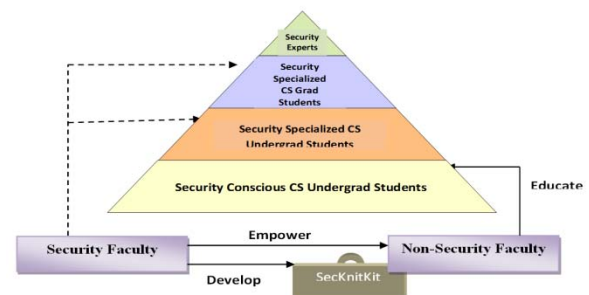 Security
Experts
Security
Specialized
CS Grad
Students
Security Specialized CS
Undergrad Students
Security Conscious CS Undergrad Students
Educate
Empower
Security Faculty
Non-Security Faculty
Develop
SecKnitKit